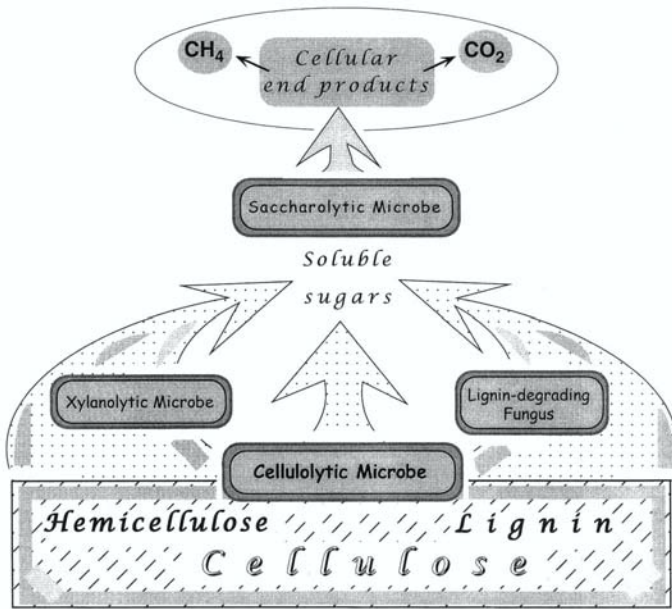 CH4
Cellular
end products
CO2
Saccharolytic Microbe
Soluble
sugars
Xylanolytic Microbe
Lignin-degrading
Fungus
Cellulolytic Microbe
Hemicellulose
Lignin
Cellulose